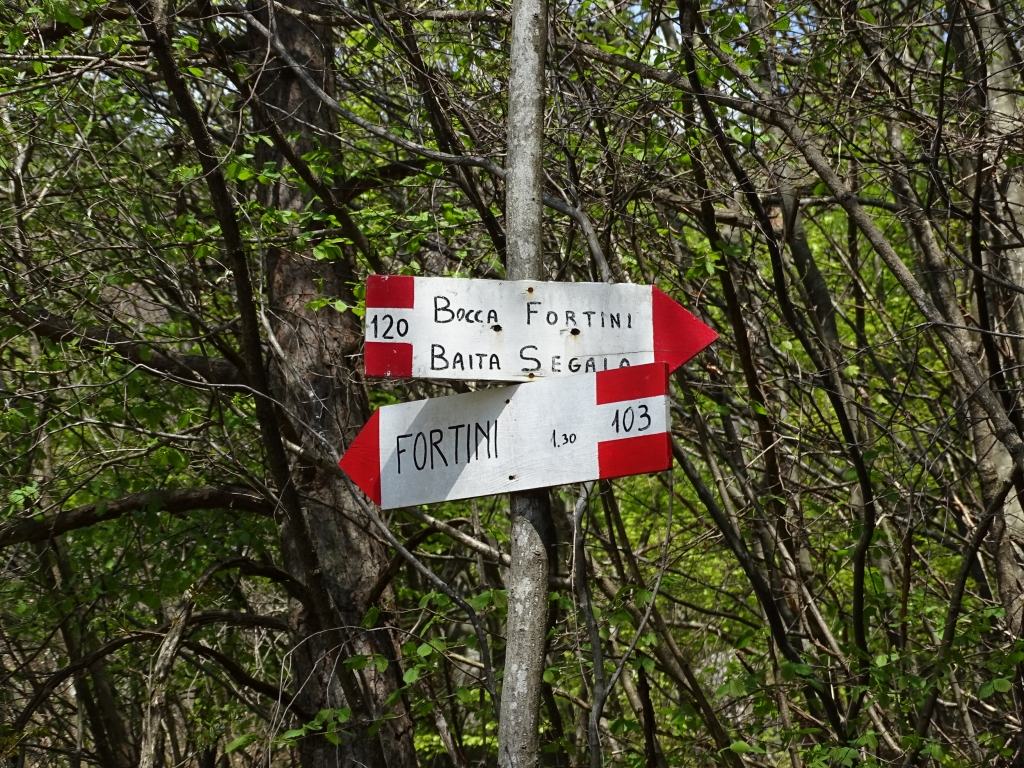 120
Bocca Fortini
Baita Segala
FORTINI 1.30 103